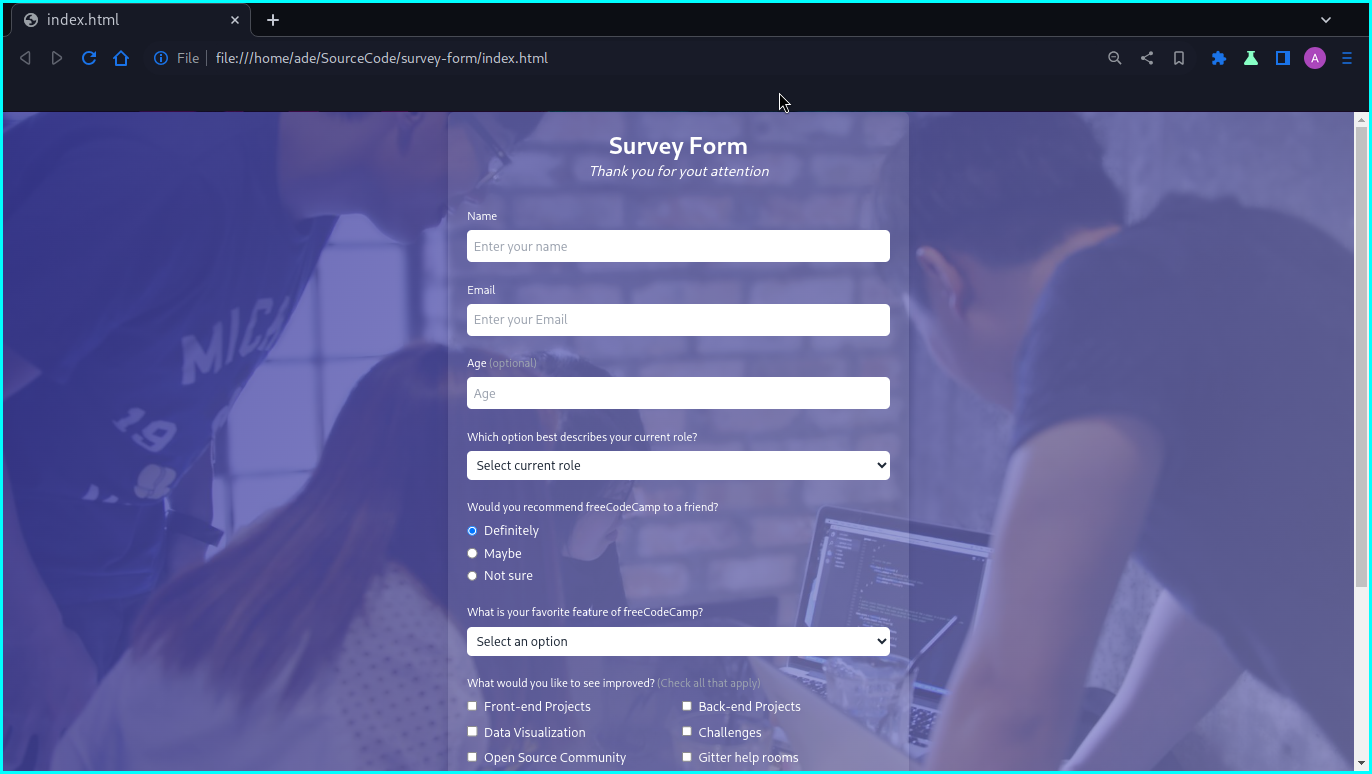 index.html
File
file:///home/ade/SourceCode/survey-form/index.html
A
Survey Form
Thank you for yout attention
Name
Enter your name
Email
Enter your Email
Age (optional)
Age
Which option best describes your current role?
Select current role
Would you recommend freeCodeCamp to a friend?
Definitely
Maybe
Not sure
What is your favorite feature of freeCodeCamp?
Select an option
What would you like to see improved? (Check all that apply)
Front-end Projects Back-end Projects
Data Visualization Challenges
Open Source Community Gitter help rooms
MICH
19